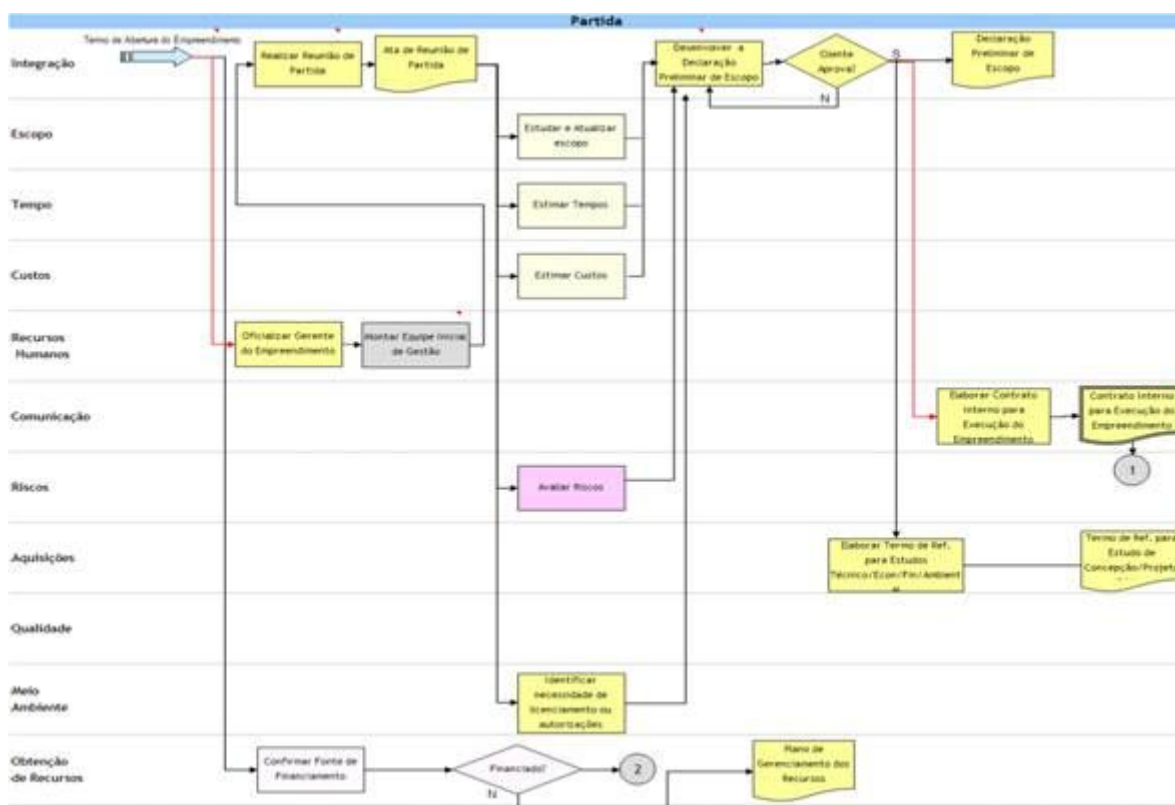 Partida
Termo de Abertura do Empreendimento
Integração
Realizar Reunião de
Partida
Ata de Reunião de
Partida
Desenvolver a
Declaração
Preliminar de Escopo
Cliente
Aprova?
S
N
Declaração
Preliminar de
Escopo
Escopo
Estudar e Atualizar
escopo
Tempo
Estimar Tempos
Custos
Estimar Custos
Recursos
Humanos
Oficializar Gerente
do Empreendimento
Montar Equipe Inicial
de Gestão
Comunicação
Elaborar Contrato
Interno para
Execução do
Empreendimento
Contrato Interno
para Execução do
Empreendimento
1
Riscos
Avaliar Riscos
Aquisições
Elaborar Termo de Ref.
para Estudos
Técnico/Econ/Fin/Ambient
Termo de Ref. para
Estudo de
Concepção/Projeto
Qualidade
Meio
Ambiente
Identificar
necessidade de
licenciamento ou
autorizações
Obtenção
de Recursos
Confirmar Fonte de
Financiamento
Financiado?
N
2
Plano de
Gerenciamento dos
Recursos